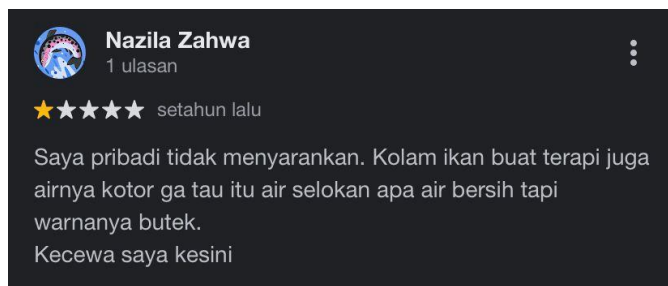 Nazila Zahwa
1 ulasan
setahun lalu
Saya pribadi tidak menyarankan. Kolam ikan buat terapi juga
airnya kotor ga tau itu air selokan apa air bersih tapi
warnanya butek.
Kecewa saya kesini